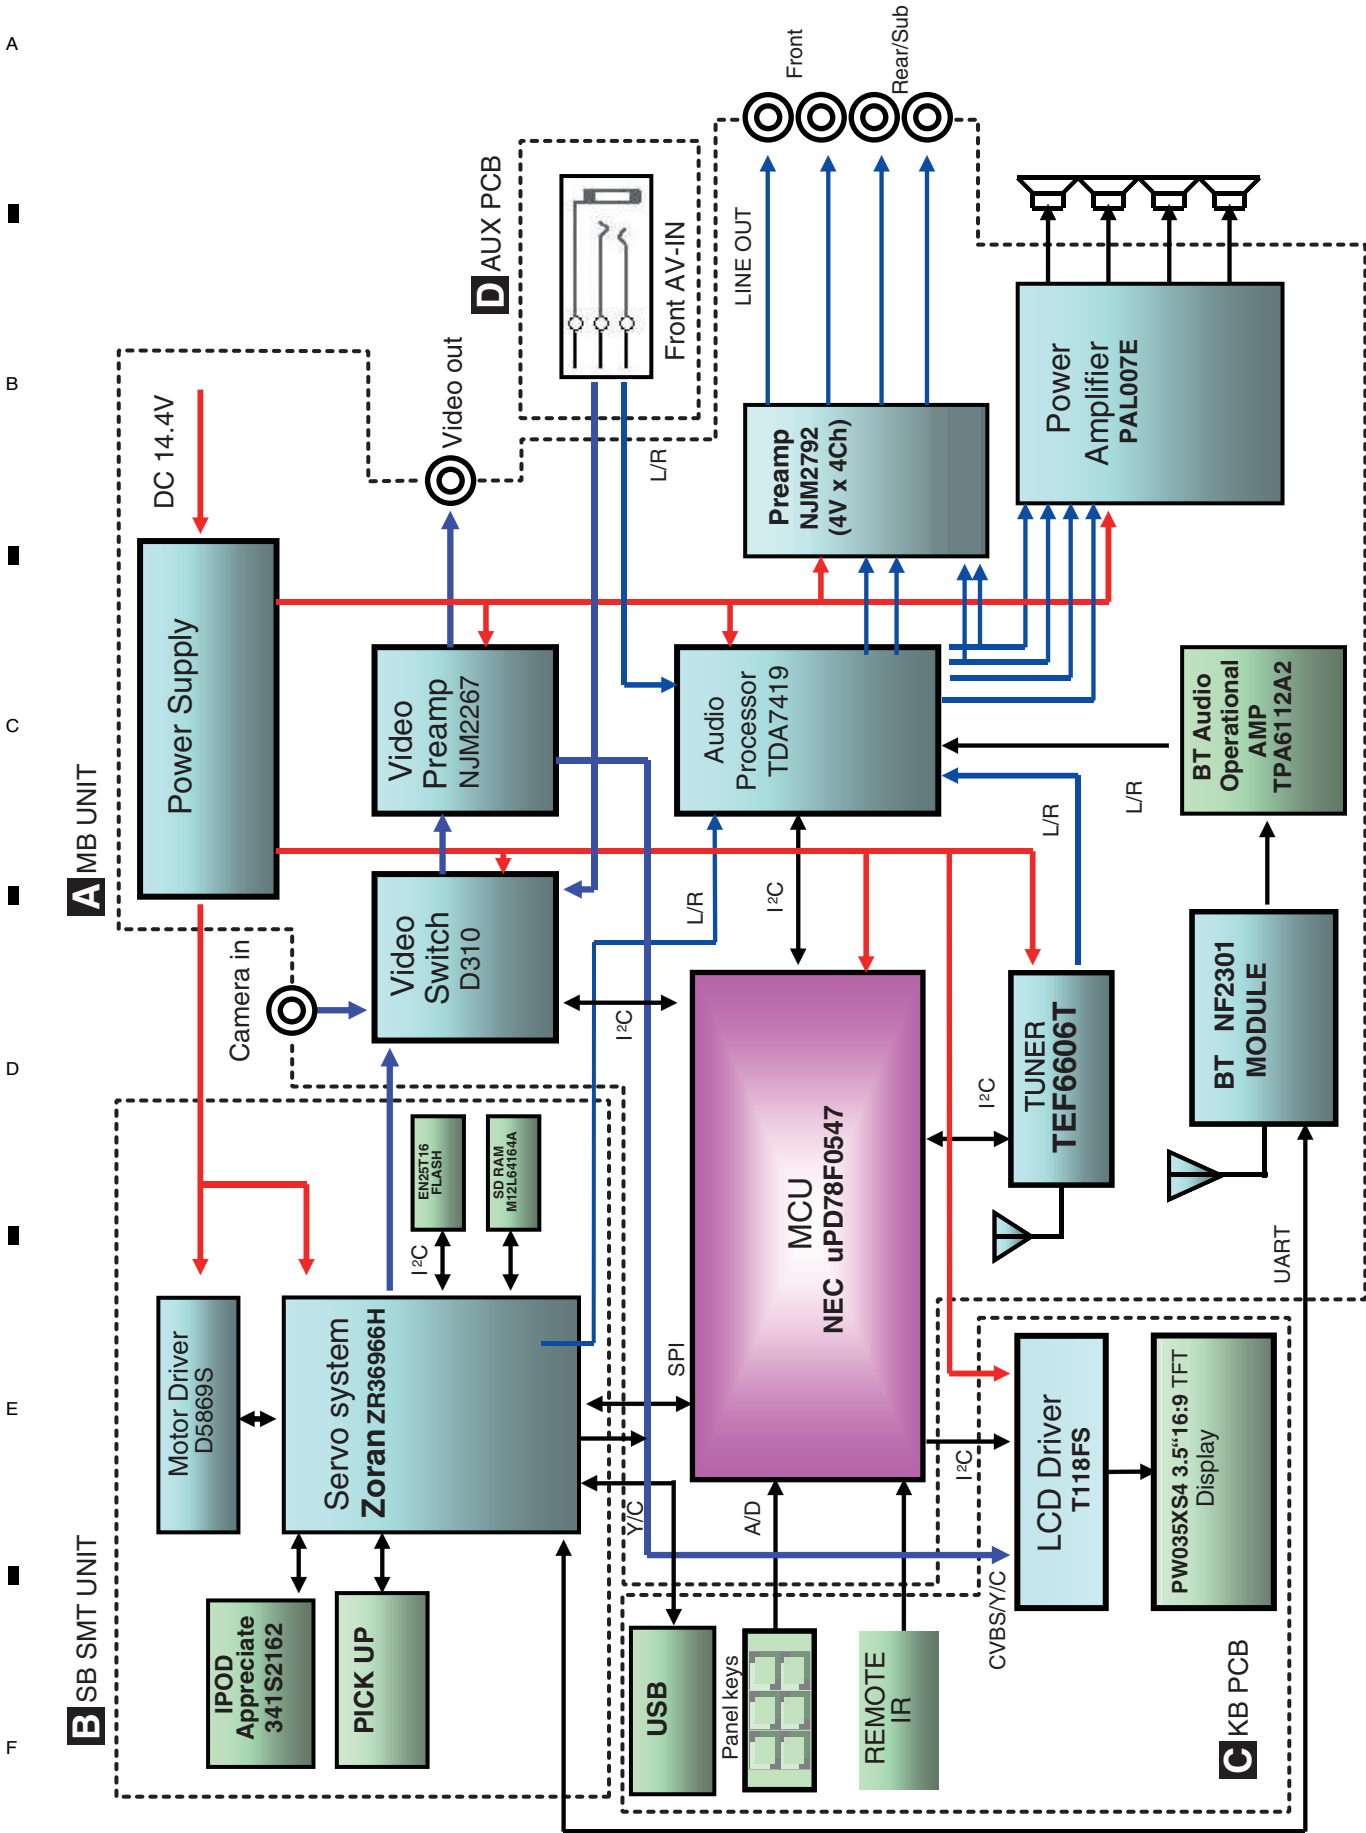 A
B
C
D
E
F
A MB UNIT
Power Supply
DC 14.4V
Camera in
Video
Switch
D310
Video
Preamp
NJM2267
Video out
D AUX PCB
Front AV-IN
L/R
Front
Rear/Sub
LINE OUT
Preamp
NJM2792
(4V x 4Ch)
Power
Amplifier
PAL007E
Audio
Processor
TDA7419
L/R
I²C
L/R
L/R
BT Audio
Operational
AMP
TPA6112A2
BT NF2301
MODULE
TUNER
TEF6606T
I²C
I²C
MCU
NEC uPD78F0547
SPI
UART
B SB SMT UNIT
Motor Driver
D5869S
Servo system
Zoran ZR36966H
EN25T16
FLASH
SD RAM
M12L64164A
I²C
IPOD
Appreciate
341S2162
PICK UP
Y/C
A/D
I²C
CVBS/Y/C
USB
Panel keys
REMOTE
IR
LCD Driver
T118FS
PW035XS4 3.5“16:9 TFT
Display
C KB PCB